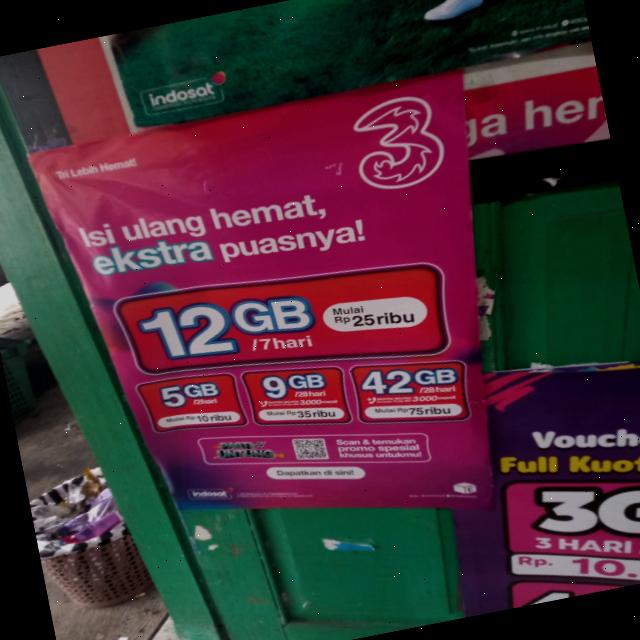 indosat
ga her
Tri Lebih Hemat!
3
Isi ulang hemat,
ekstra puasnya!
12GB
/7hari
Mulai
Rp25ribu
5GB
/28hari
Mulai Rp10ribu
9GB
/28hari
Mulai Rp35ribu
42GB
/28hari
Mulai Rp75ribu
Scan & temukan
promo spesial
khusus untukmu!
Dapatkan di sini!
indosat
Vouch
Full Kuot
3G
3 HARI
Rp. 10.